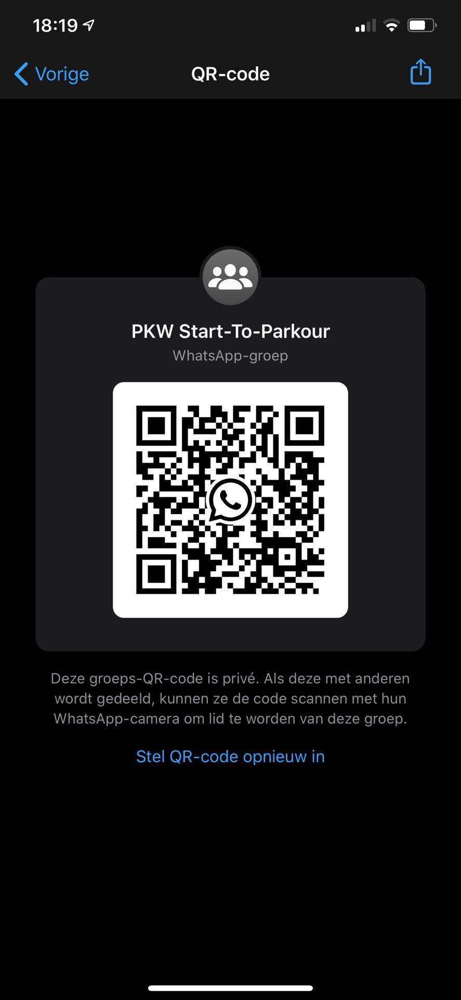 18:19
Vorige
QR-code
PKW Start-To-Parkour
WhatsApp-groep
Deze groeps-QR-code is privé. Als deze met anderen
wordt gedeeld, kunnen ze de code scannen met hun
WhatsApp-camera om lid te worden van deze groep.
Stel QR-code opnieuw in